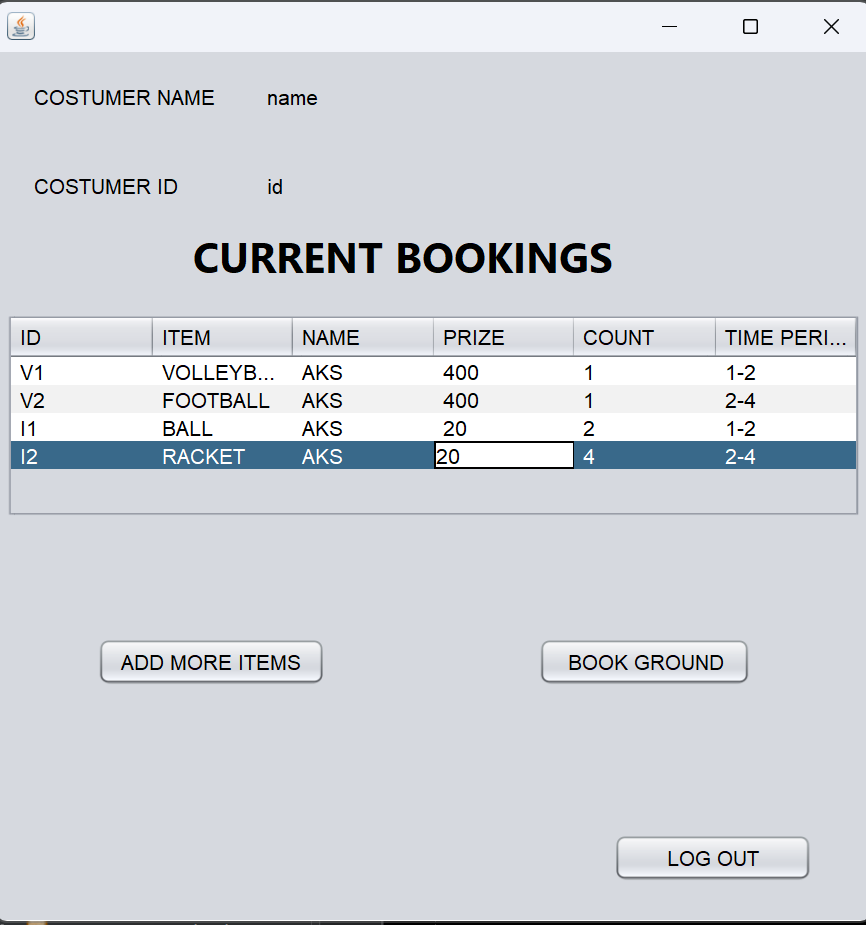 COSTUMER NAME name
COSTUMER ID id
CURRENT BOOKINGS
ID ITEM NAME PRIZE COUNT TIME PERI...
V1 VOLLEYB... AKS 400 1 1-2
V2 FOOTBALL AKS 400 1 2-4
I1 BALL AKS 20 2 1-2
I2 RACKET AKS 20 4 2-4
ADD MORE ITEMS BOOK GROUND
LOG OUT